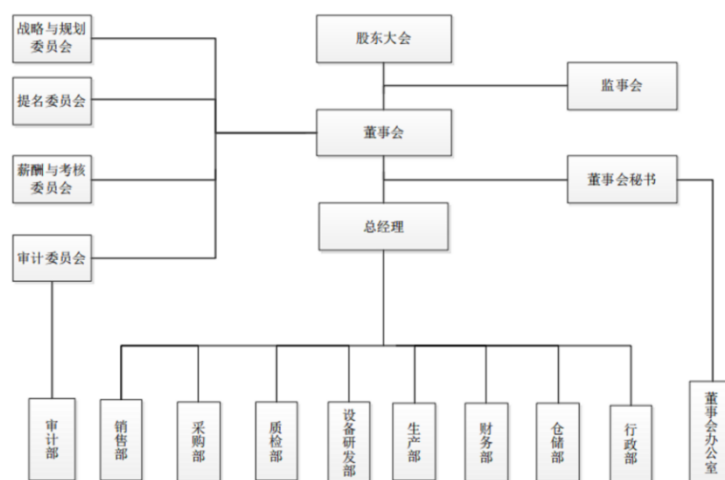 战略与规划
委员会
股东大会
监事会
提名委员会
董事会
薪酬与考核
委员会
董事会秘书
总经理
审计委员会
审计部
销售部
采购部
质检部
设备研发部
生产部
财务部
仓储部
行政部
董事会办公室